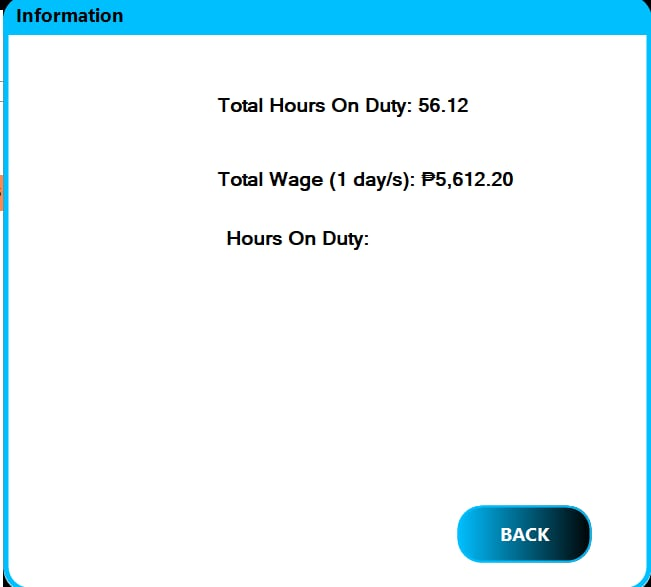 Information
Total Hours On Duty: 56.12
Total Wage (1 day/s): ₱5,612.20
Hours On Duty:
BACK